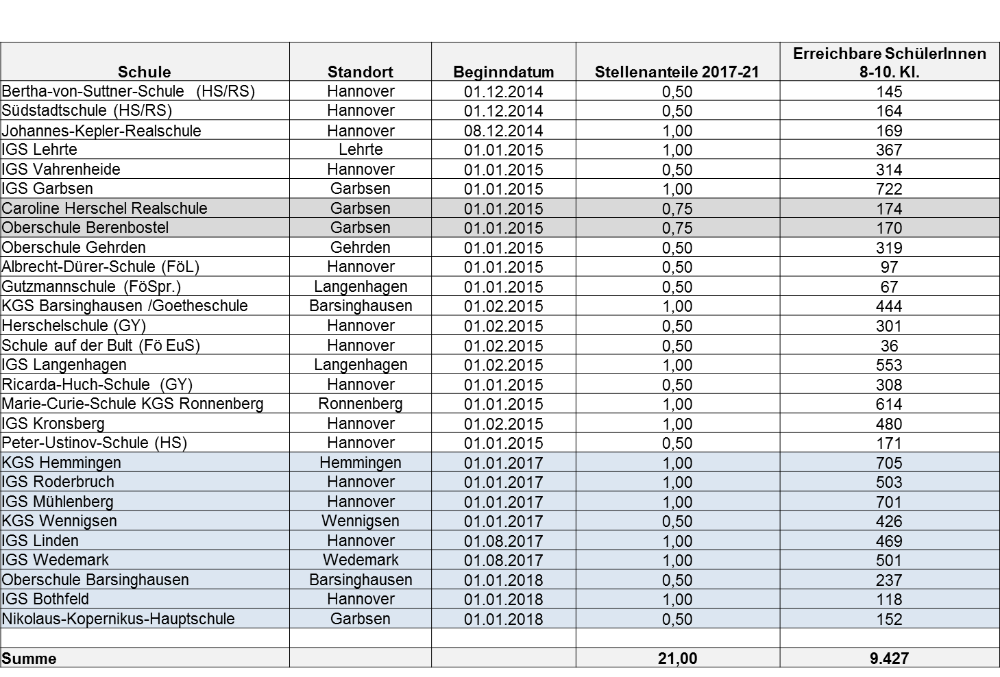 Schule Standort Beginndatum Stellenanteile 2017-21 Erreichbare SchülerInnen 8-10. Kl.
Bertha-von-Suttner-Schule (HS/RS) Hannover 01.12.2014 0,50 145
Südstadtschule (HS/RS) Hannover 01.12.2014 0,50 164
Johannes-Kepler-Realschule Hannover 08.12.2014 1,00 169
IGS Lehrte Lehrte 01.01.2015 1,00 367
IGS Vahrenheide Hannover 01.01.2015 0,50 314
IGS Garbsen Garbsen 01.01.2015 1,00 722
Caroline Herschel Realschule Garbsen 01.01.2015 0,75 174
Oberschule Berenbostel Garbsen 01.01.2015 0,75 170
Oberschule Gehrden Gehrden 01.01.2015 0,50 319
Albrecht-Dürer-Schule (FöL) Hannover 01.01.2015 0,50 97
Gutzmannschule (FöSpr.) Langenhagen 01.01.2015 0,50 67
KGS Barsinghausen /Goetheschule Barsinghausen 01.02.2015 1,00 444
Herschelschule (GY) Hannover 01.02.2015 0,50 301
Schule auf der Bult (Fö EuS) Hannover 01.02.2015 0,50 36
IGS Langenhagen Langenhagen 01.02.2015 1,00 553
Ricarda-Huch-Schule (GY) Hannover 01.02.2015 0,50 308
Marie-Curie-Schule KGS Ronnenberg Ronnenberg 01.01.2015 1,00 614
IGS Kronsberg Hannover 01.02.2015 1,00 480
Peter-Ustinov-Schule (HS) Hannover 01.01.2015 0,50 171
KGS Hemmingen Hemmingen 01.01.2017 1,00 705
IGS Roderbruch Hannover 01.01.2017 1,00 503
IGS Mühlenberg Hannover 01.01.2017 1,00 701
KGS Wennigsen Wennigsen 01.01.2017 0,50 426
IGS Linden Hannover 01.08.2017 1,00 469
IGS Wedemark Wedemark 01.08.2017 1,00 501
Oberschule Barsinghausen Barsinghausen 01.01.2018 0,50 237
IGS Bothfeld Hannover 01.01.2018 1,00 118
Nikolaus-Kopernikus-Hauptschule Garbsen 01.01.2018 0,50 152
Summe 21,00 9.427